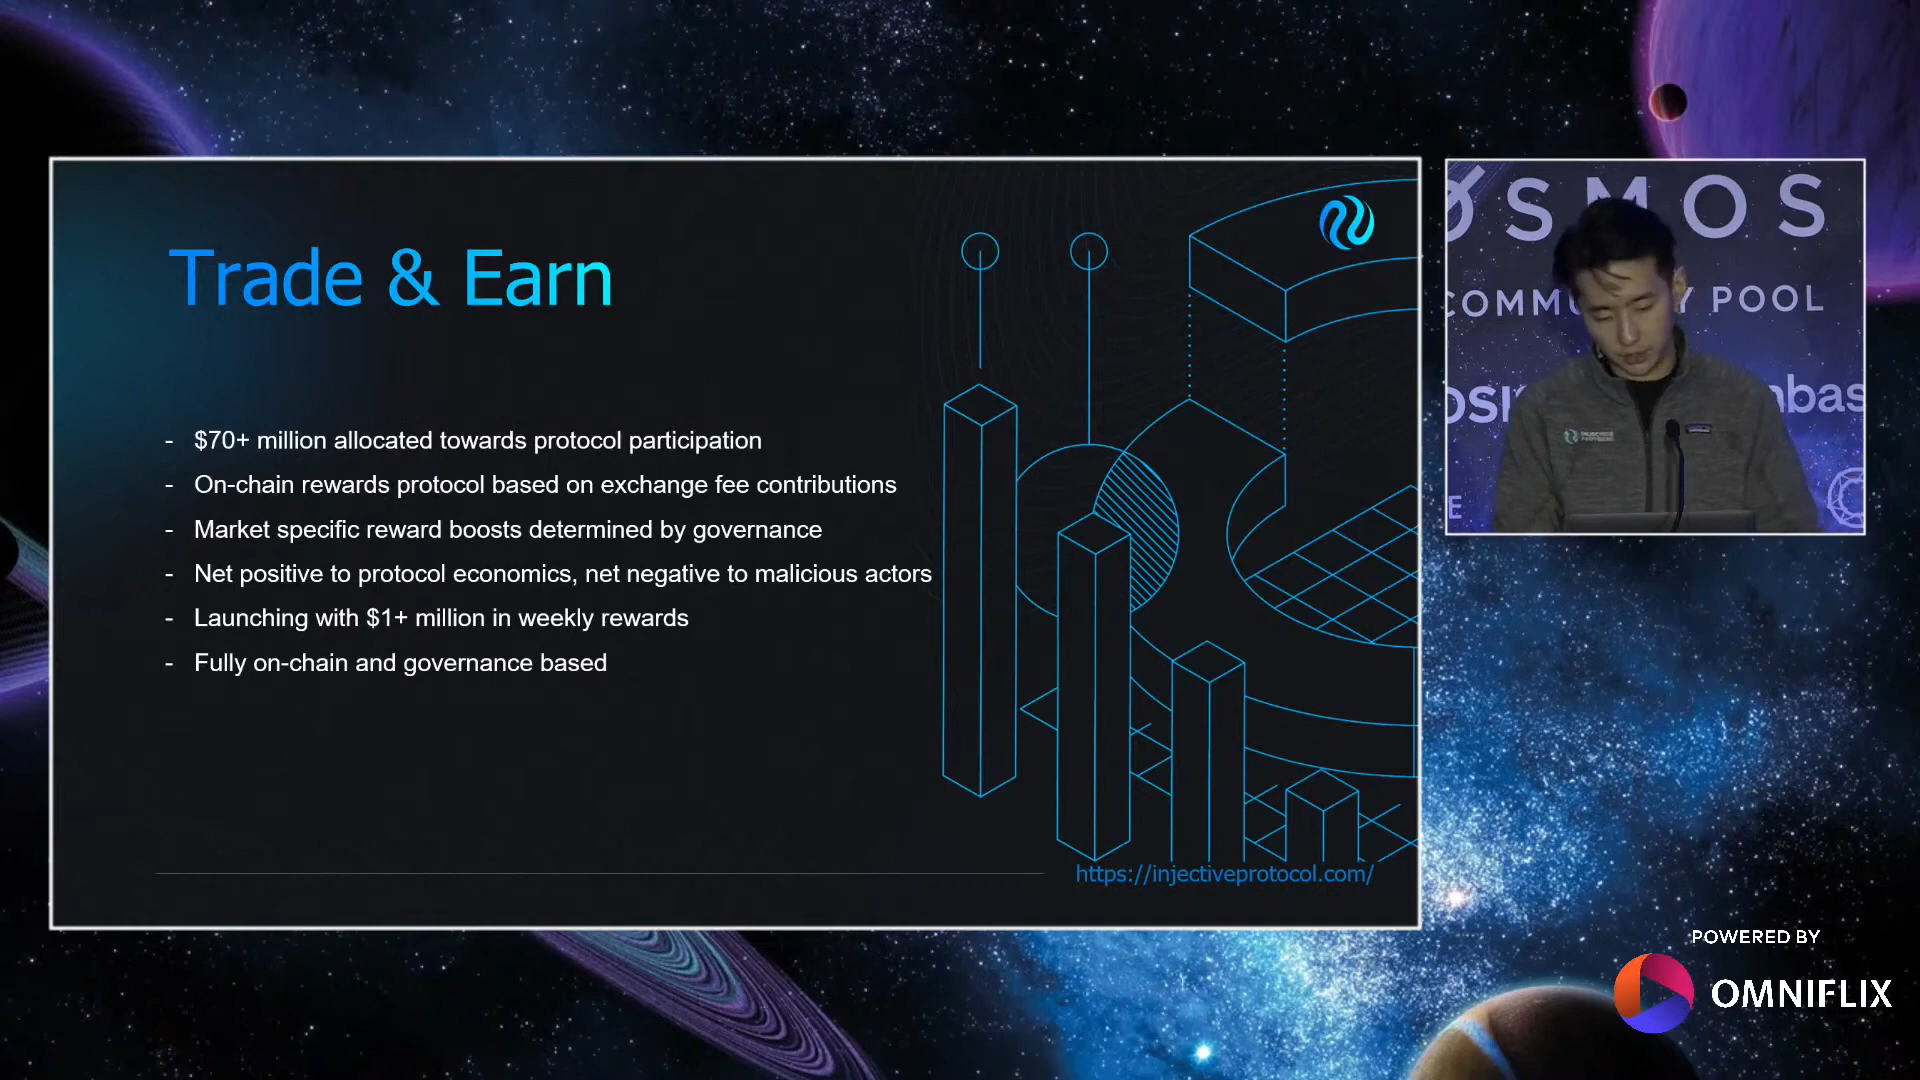 Trade & Earn
- $70+ million allocated towards protocol participation
- On-chain rewards protocol based on exchange fee contributions
- Market specific reward boosts determined by governance
- Net positive to protocol economics, net negative to malicious actors
- Launching with $1+ million in weekly rewards
- Fully on-chain and governance based
https://injectiveprotocol.com/
OSMOS
POOL
POWERED BY
OMNIFLIX